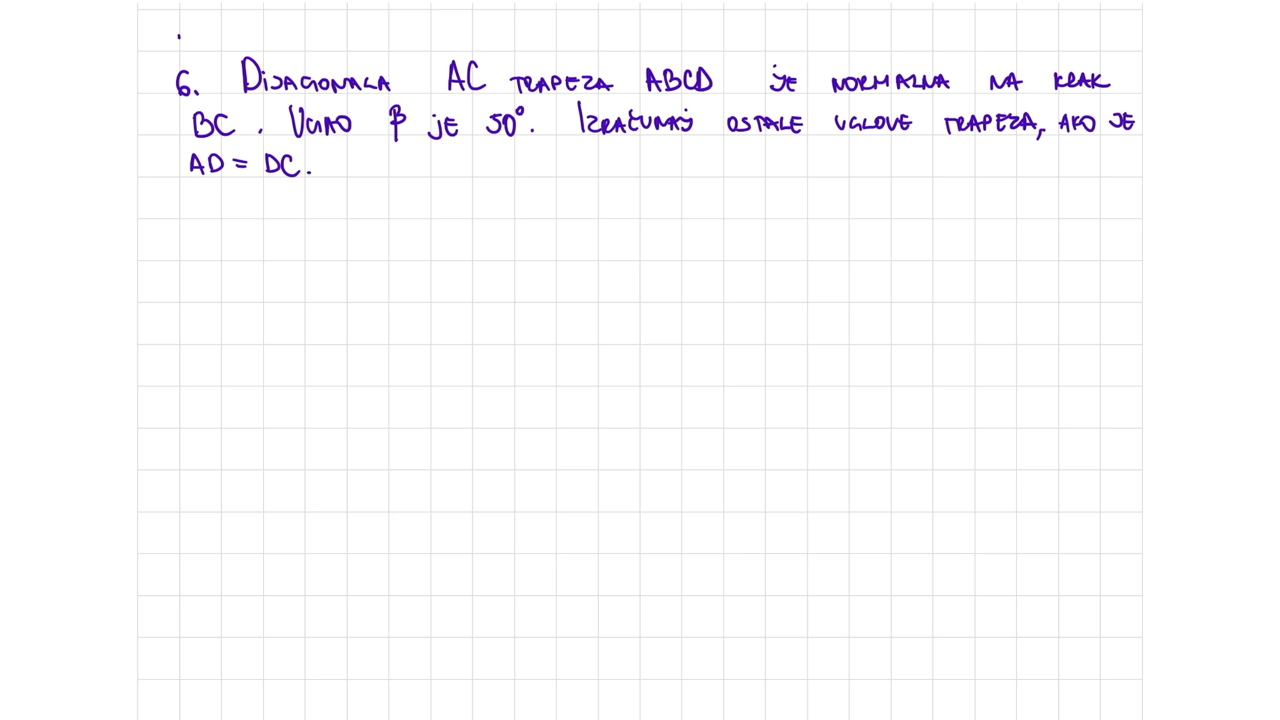 6. Dijagonala AC trapeza ABCD je normalna na krak
BC. Ugao β je 50°. Izračunaj ostale uglove trapeza, ako je
AD = DC.